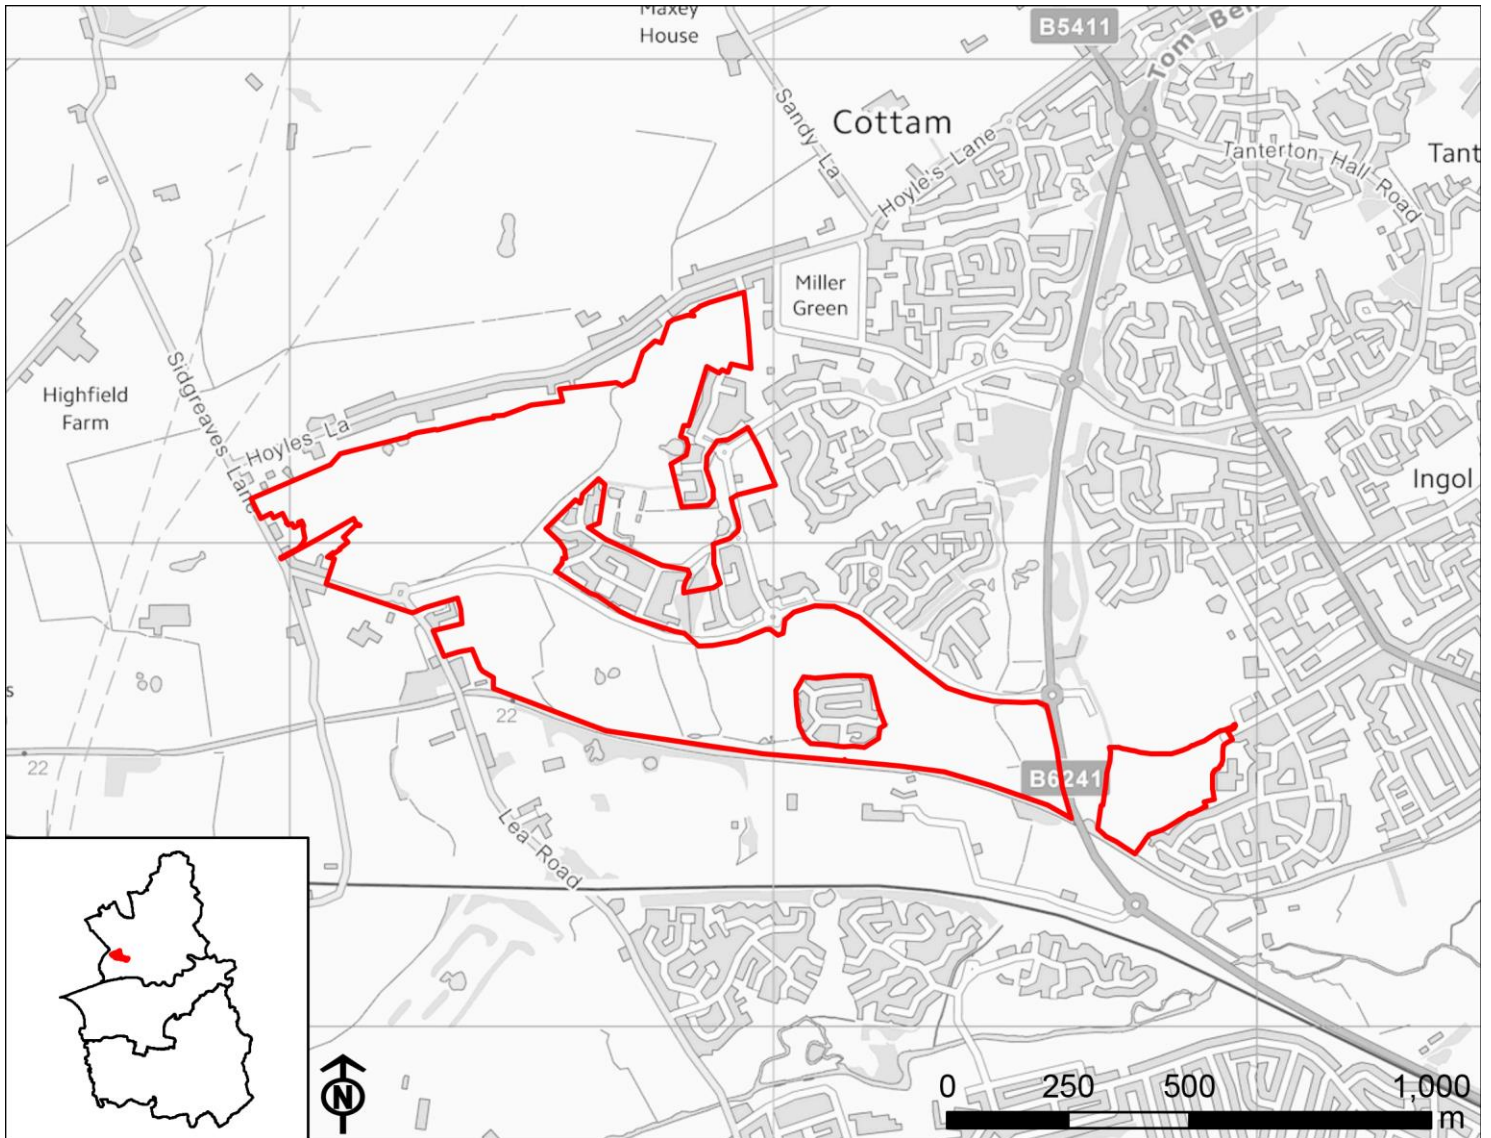 Maxey
House
B5411
Tom Ben
Sandy La
Cottam
Hoyle's Lane
Tanterton Hall Road
Tant
Miller
Green
Highfield
Farm
Sidgreaves Lane
Hoyles La
Ingol
s
22
22
B6241
Lea Road
N
0 250 500 1,000
m